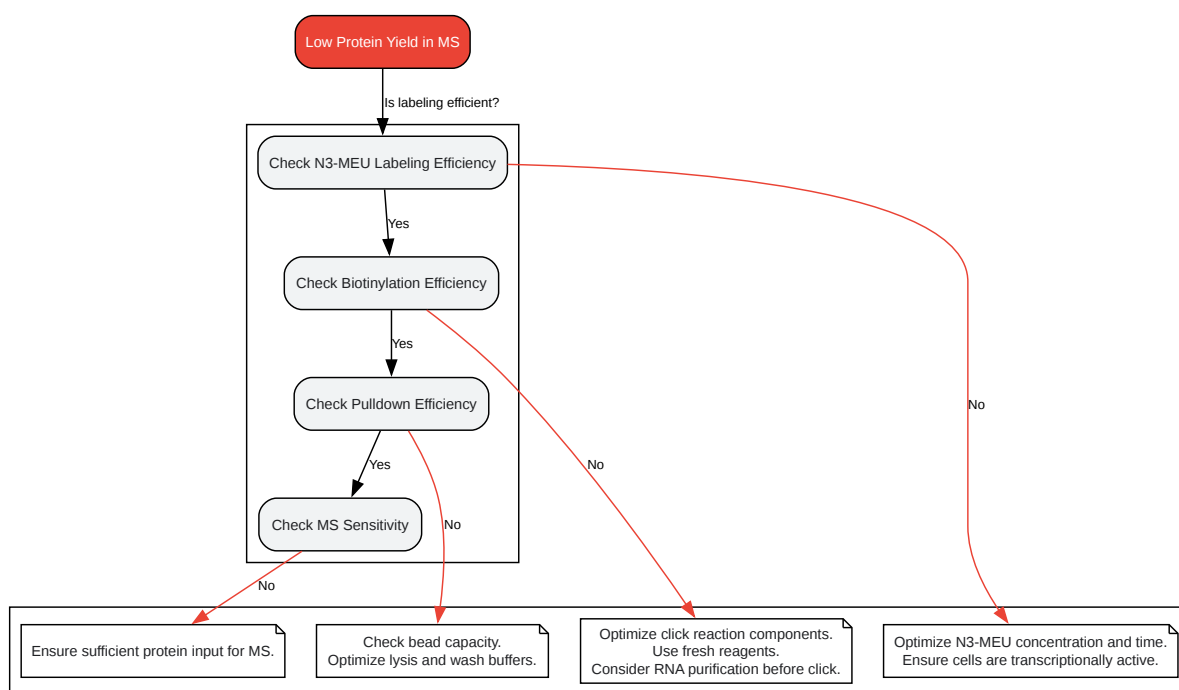 Low Protein Yield in MS
Is labeling efficient?
Check N3-MEU Labeling Efficiency
Yes
Check Biotinylation Efficiency
Yes
Check Pulldown Efficiency
No
Yes
No
Check MS Sensitivity
No
No
Ensure sufficient protein input for MS.
Check bead capacity.
Optimize lysis and wash buffers.
Optimize click reaction components.
Use fresh reagents.
Consider RNA purification before click.
Optimize N3-MEU concentration and time.
Ensure cells are transcriptionally active.